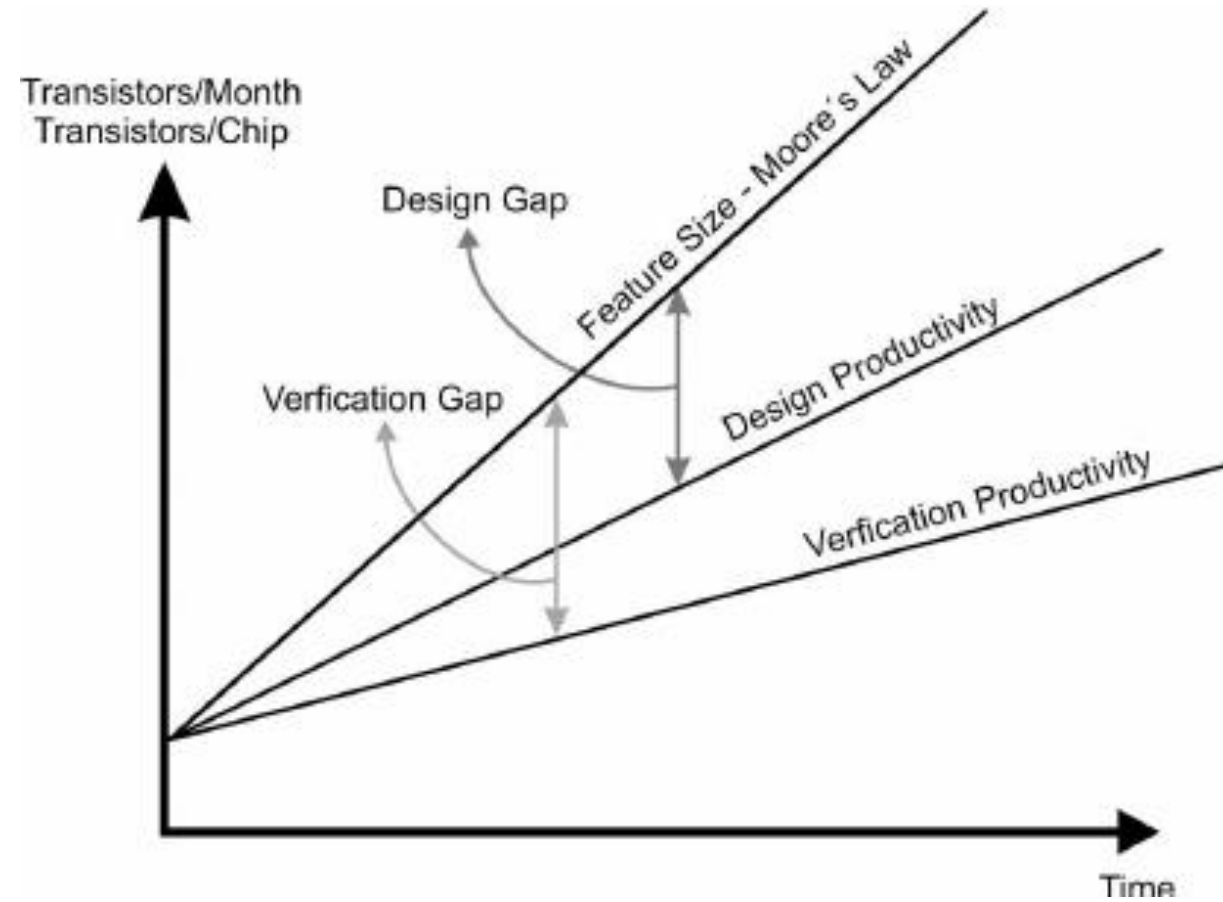 Transistors/Month
Transistors/Chip
Feature Size - Moore´s Law
Design Gap
Design Productivity
Verfication Gap
Verfication Productivity
Time